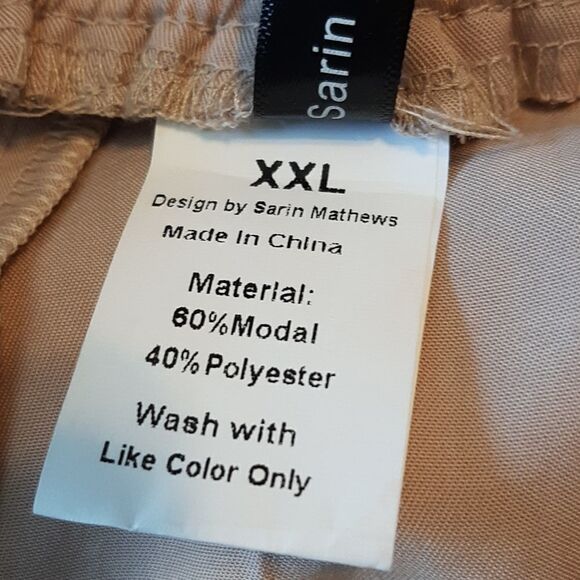 Sarin
XXL
Design by Sarin Mathews
Made In China
Material:
60%Modal
40%Polyester
Wash with
Like Color Only